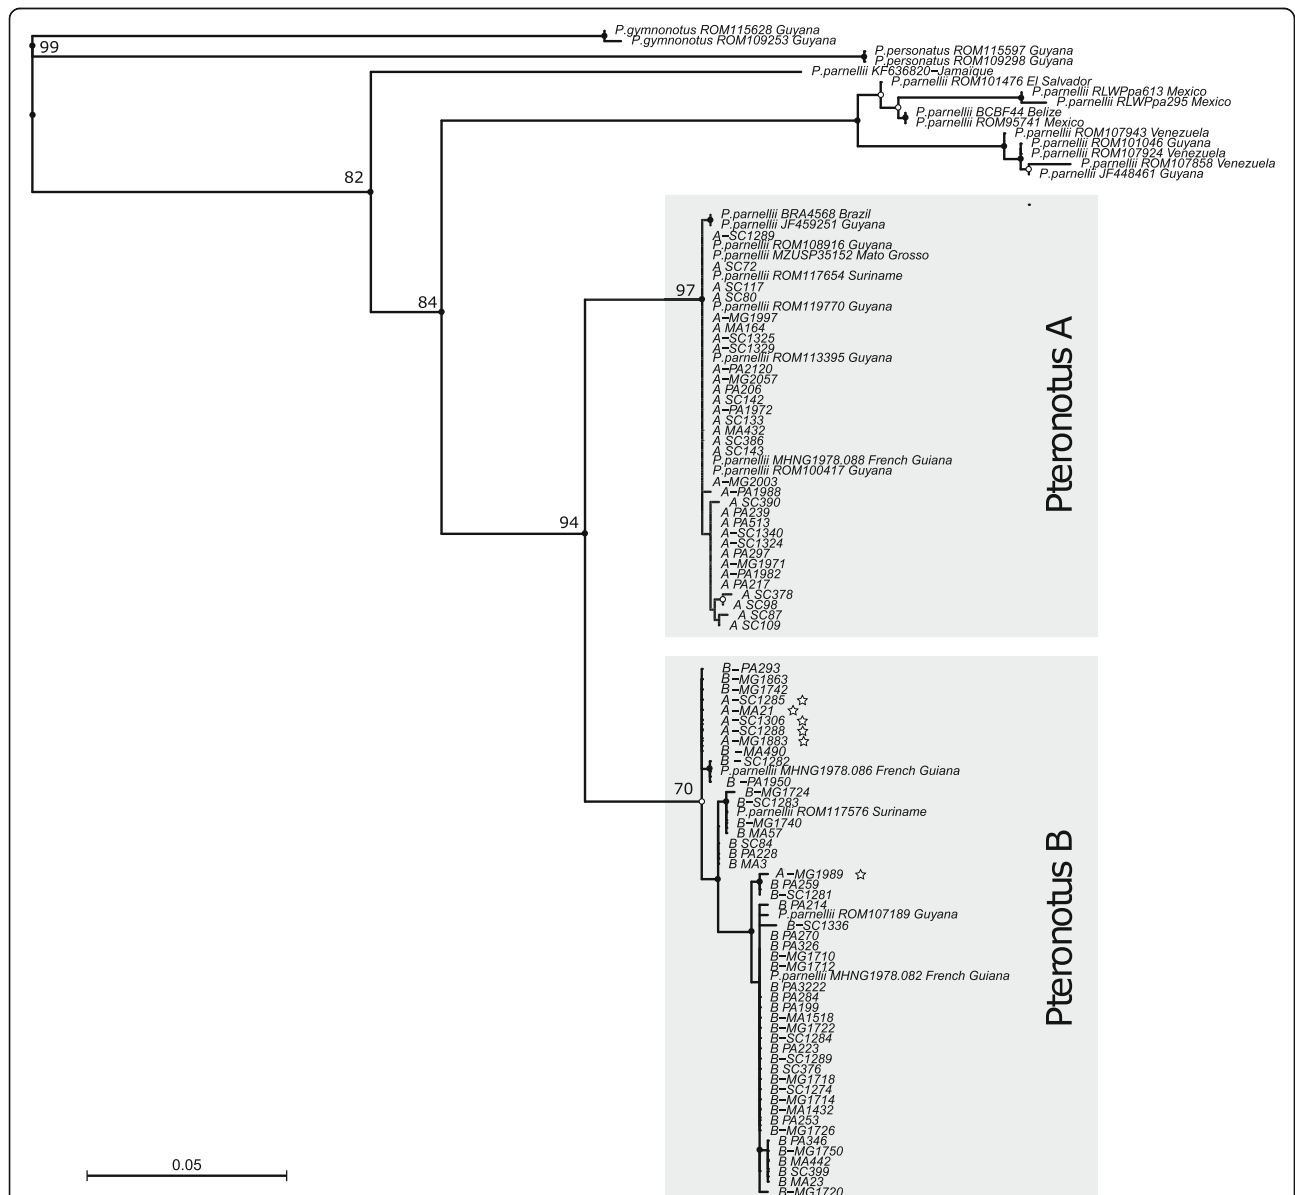 P.gymnonotus ROM115628 Guyana
P.gymnonotus ROM109253 Guyana
99
P.personatus ROM115597 Guyana
P.personatus ROM109298 Guyana
P.parnellii KF636820-Jamaïque
P.parnellii ROM101476 El Salvador
P.parnellii RLWPpa613 Mexico
P.parnellii RLWPpa295 Mexico
P.parnellii BCBF44 Belize
P.parnellii ROM95741 Mexico
P.parnellii ROM107943 Venezuela
P.parnellii ROM101046 Guyana
P.parnellii ROM107924 Venezuela
P.parnellii ROM107858 Venezuela
P.parnellii JF448461 Guyana
82
84
94
97
P.parnellii BRA4568 Brazil
P.parnellii JF459251 Guyana
A-SC1289
P.parnellii ROM108916 Guyana
P.parnellii MZUSP35152 Mato Grosso
A SC72
P.parnellii ROM117654 Suriname
A SC117
A SC80
P.parnellii ROM119770 Guyana
A-MG1997
A MA164
A-SC1325
A-SC1329
P.parnellii ROM113395 Guyana
A-PA2120
A-MG2057
A PA206
A SC142
A-PA1972
A SC133
A MA432
A SC386
A SC143
P.parnellii MHNG1978.088 French Guiana
P.parnellii ROM100417 Guyana
A-MG2003
A-PA1988
A SC390
A PA239
A PA513
A-SC1340
A-SC1324
A PA297
A-MG1971
A-PA1982
A PA217
A SC378
A SC98
A SC87
A SC109
Pteronotus A
70
B-PA293
B-MG1863
B-MG1742
A-SC1285 ☆
A-MA21 ☆
A-SC1306 ☆
A-SC1288 ☆
A-MG1883 ☆
B -MA490
B - SC1282
P.parnellii MHNG1978.086 French Guiana
B -PA1950
B-MG1724
B-SC1283
P.parnellii ROM117576 Suriname
B-MG1740
B MA57
B SC84
B PA228
B MA3
A -MG1989 ☆
B PA259
B-SC1281
B PA214
P.parnellii ROM107189 Guyana
B-SC1336
B PA270
B PA326
B-MG1710
B-MG1712
P.parnellii MHNG1978.082 French Guiana
B PA3222
B PA284
B PA199
B-MA1518
B-MG1722
B-SC1284
B PA223
B-SC1289
B SC376
B-MG1718
B-SC1274
B-MG1714
B-MA1432
B PA253
B-MG1726
B PA346
B-MG1750
B MA442
B SC399
B MA23
B-MG1720
Pteronotus B
0.05